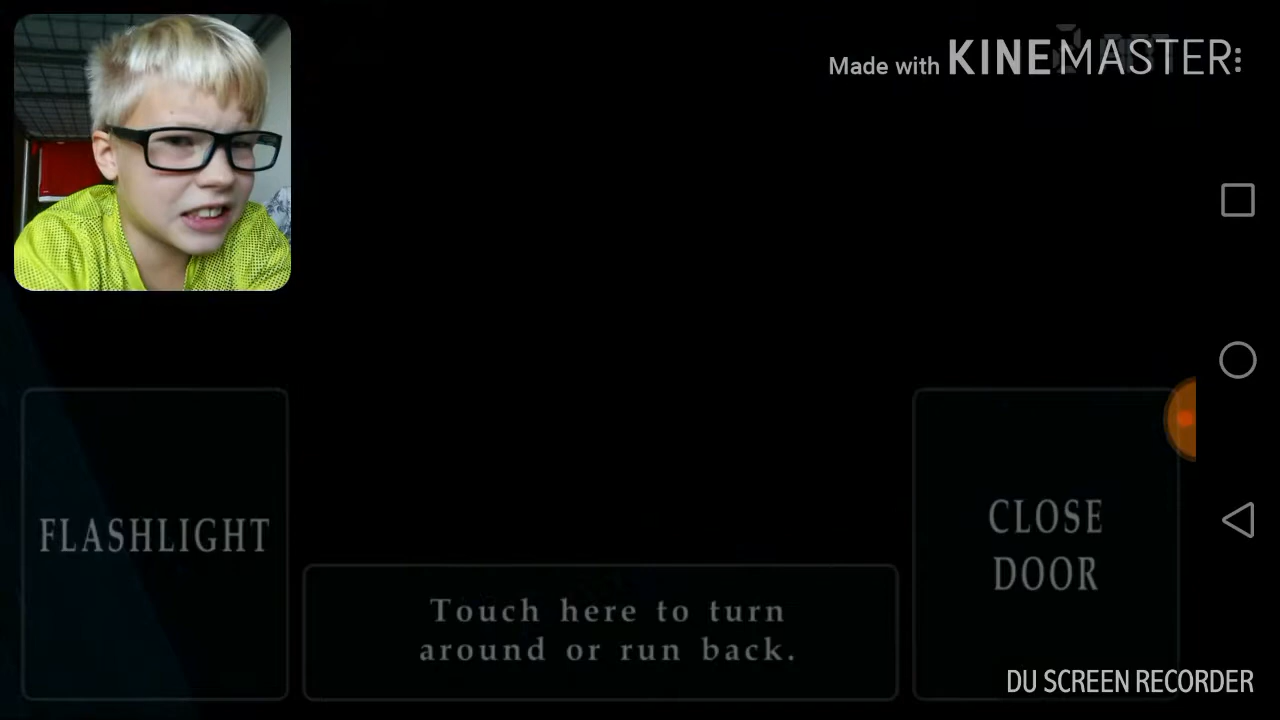 Made with KINEMASTER
FLASHLIGHT
CLOSE
DOOR
Touch here to turn
around or run back.
DU SCREEN RECORDER